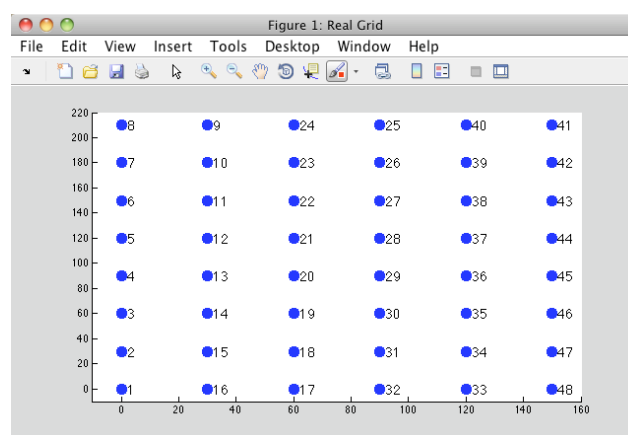 Figure 1: Real Grid
File Edit View Insert Tools Desktop Window Help
220
8 9 24 25 40 41
200
180 7 10 23 26 39 42
160
6 11 22 27 38 43
140
120 5 12 21 28 37 44
100
4 13 20 29 36 45
80
60 3 14 19 30 35 46
40
2 15 18 31 34 47
20
0 1 16 17 32 33 48
0 20 40 60 80 100 120 140 160